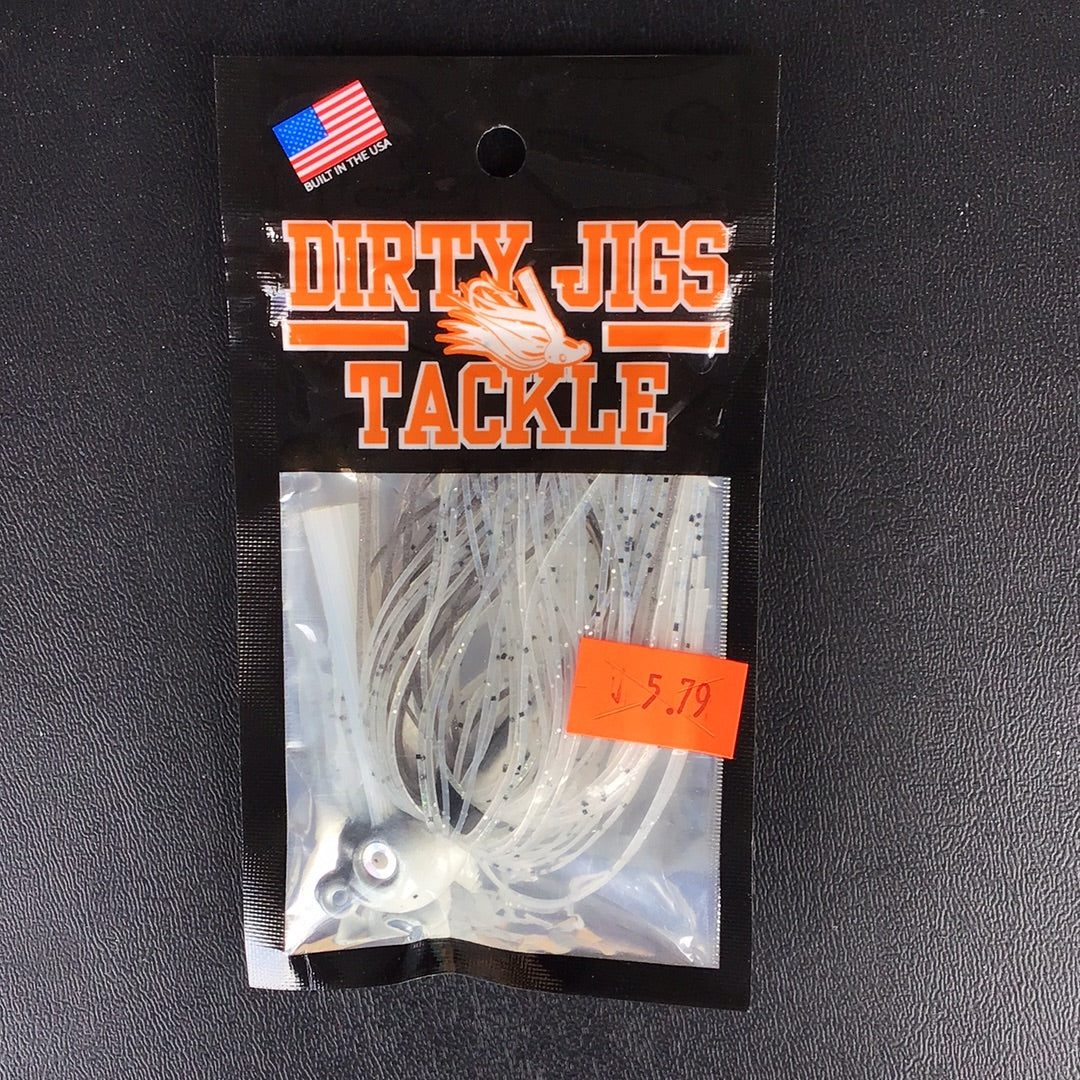 BUILT IN THE USA
DIRTY JIGS
TACKLE
5.79